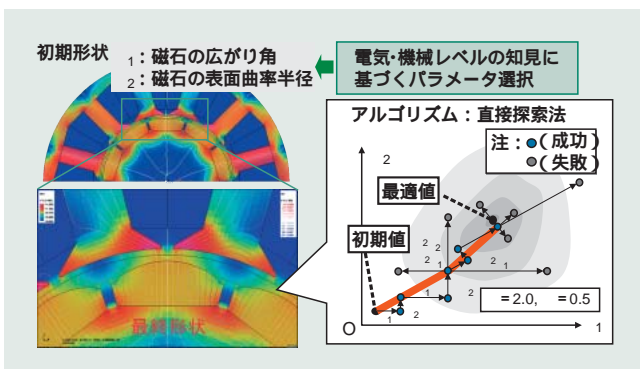 初期形状
₁：磁石の広がり角
₂：磁石の表面曲率半径
電気・機械レベルの知見に
基づくパラメータ選択
アルゴリズム：直接探索法
注：●（成功）
●（失敗）
2
最適値
初期値
2 2
2 1
2 1
2
1
2
1 2
=2.0, =0.5
O
1
最終形状